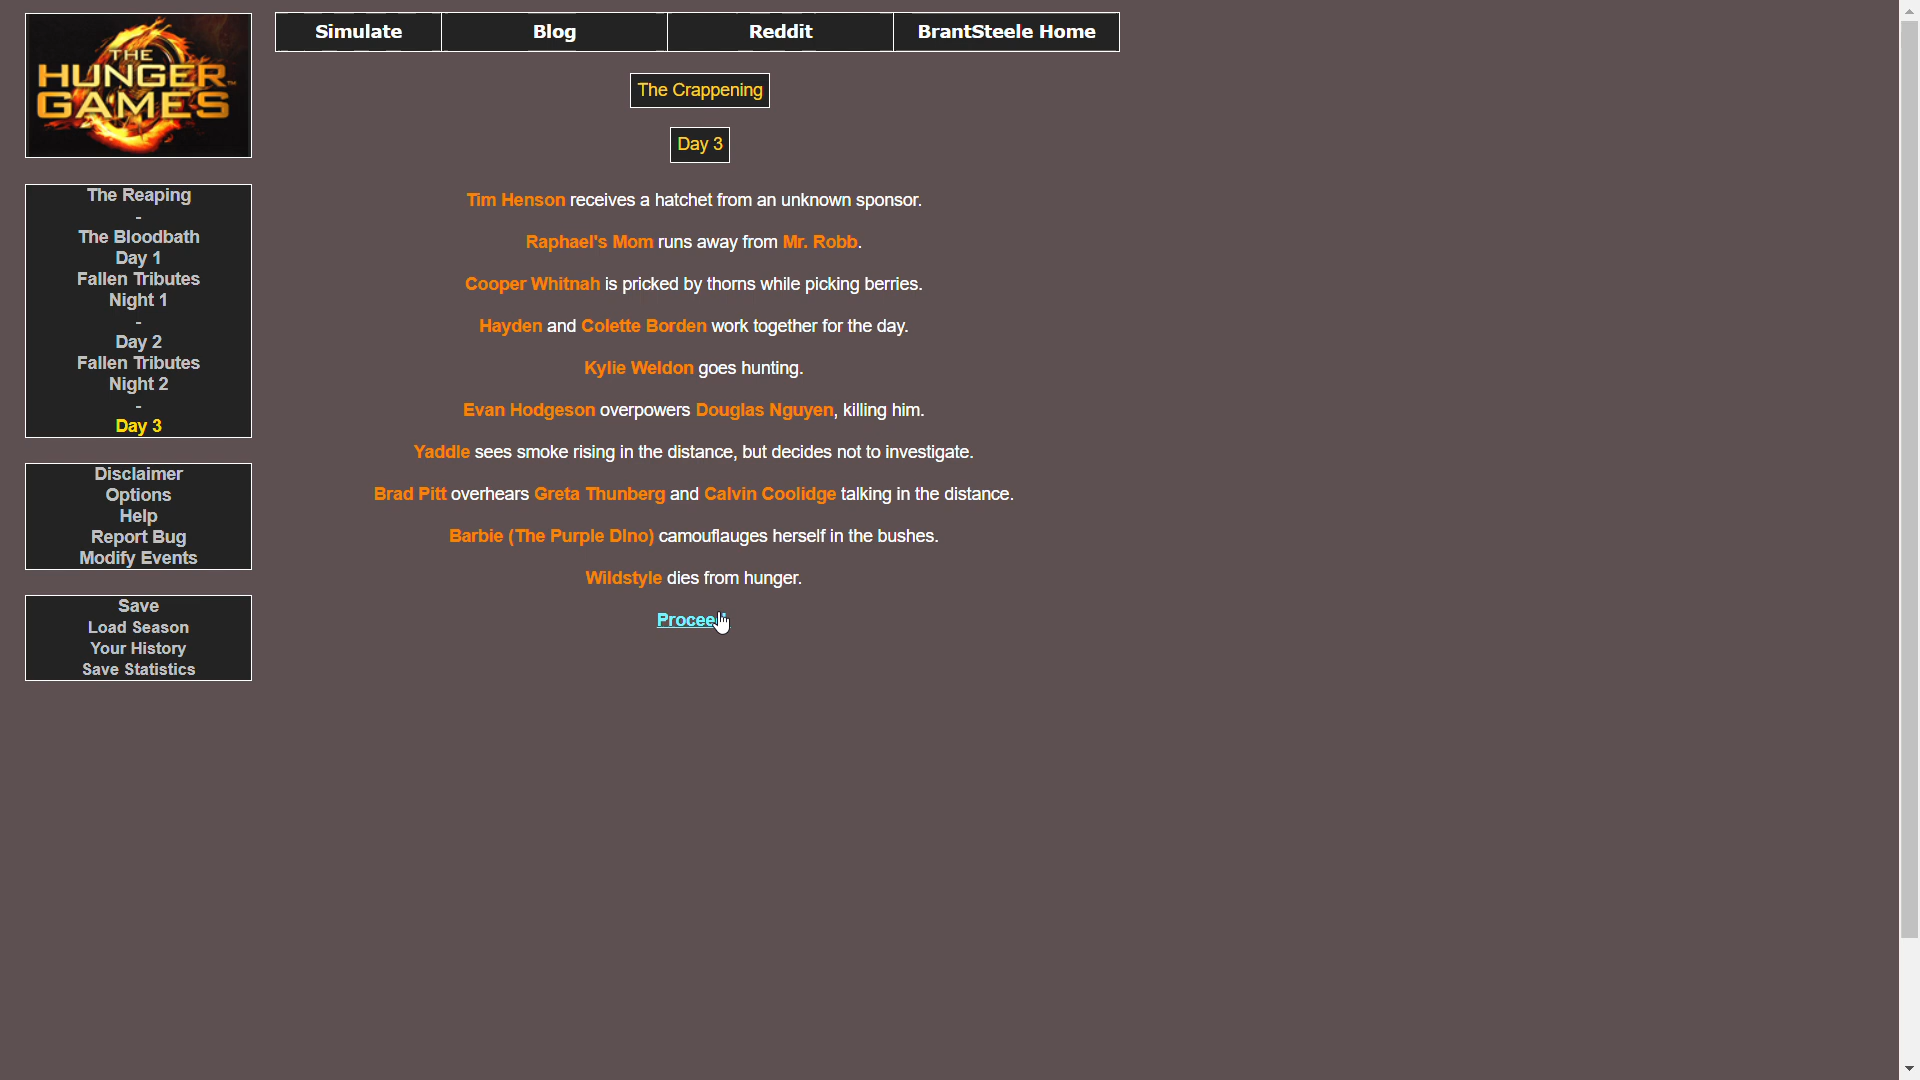 THE
HUNGER
GAMES
Simulate
Blog
Reddit
BrantSteele Home
The Crappening
Day 3
The Reaping
-
The Bloodbath
Day 1
Fallen Tributes
Night 1
-
Day 2
Fallen Tributes
Night 2
-
Day 3
Disclaimer
Options
Help
Report Bug
Modify Events
Save
Load Season
Your History
Save Statistics
Tim Henson receives a hatchet from an unknown sponsor.
Raphael's Mom runs away from Mr. Robb.
Cooper Whitnah is pricked by thorns while picking berries.
Hayden and Colette Borden work together for the day.
Kylie Weldon goes hunting.
Evan Hodgeson overpowers Douglas Nguyen, killing him.
Yaddle sees smoke rising in the distance, but decides not to investigate.
Brad Pitt overhears Greta Thunberg and Calvin Coolidge talking in the distance.
Barbie (The Purple DIno) camouflauges herself in the bushes.
Wildstyle dies from hunger.
Proceed